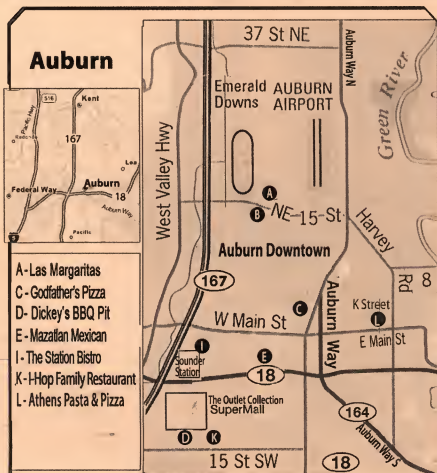 Auburn
516
Kent
Pacific Hwy
167
Lea
Federal Way
Auburn
18
Auburn Way
Pacific
A - Las Margaritas
C - Godfather's Pizza
D- Dickey's BBQ Pit
E - Mazatlan Mexican
I - The Station Bistro
K - I-Hop Family Restaurant
L - Athens Pasta & Pizza
37 St NE
Auburn Way N
Green River
Emerald Downs
AUBURN AIRPORT
West Valley Hwy
A
B
NE 15 St
Harvey Rd
8
Auburn Downtown
167
C
Auburn Way
K Street
L
W Main St
E Main St
I
Sounder Station
E
18
The Outlet Collection
SuperMall
D
K
164
Auburn Way S
15 St SW
18